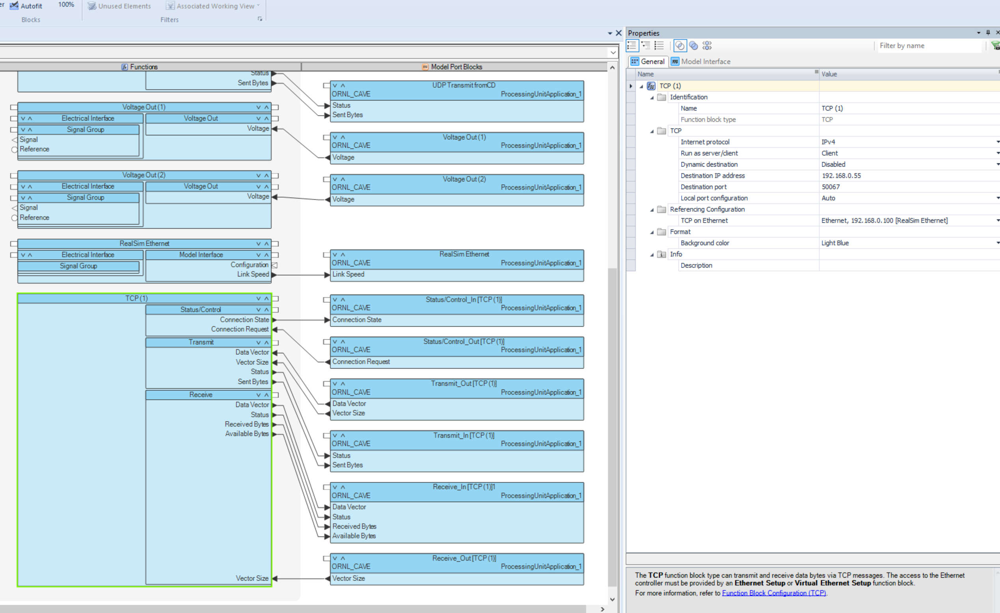 er Autofit 100% Unused Elements Associated Working View
Blocks Filters
Functions Model Port Blocks
Status
Sent Bytes
Voltage Out (1)
Electrical Interface Voltage Out
Signal Group Voltage
Signal
Reference
Voltage Out (2)
Electrical Interface Voltage Out
Signal Group Voltage
Signal
Reference
RealSim Ethernet
Electrical Interface Model Interface
Signal Group Configuration
Link Speed
TCP (1)
Status/Control
Connection State
Connection Request
Transmit
Data Vector
Vector Size
Status
Sent Bytes
Receive
Data Vector
Status
Received Bytes
Available Bytes
Vector Size
UDP Transmit from CD
ORNL_CAVE ProcessingUnitApplication_1
Status
Sent Bytes
Voltage Out (1)
ORNL_CAVE ProcessingUnitApplication_1
Voltage
Voltage Out (2)
ORNL_CAVE ProcessingUnitApplication_1
Voltage
RealSim Ethernet
ORNL_CAVE ProcessingUnitApplication_1
Link Speed
Status/Control_In [TCP (1)]
ORNL_CAVE ProcessingUnitApplication_1
Connection State
Status/Control_Out [TCP (1)]
ORNL_CAVE ProcessingUnitApplication_1
Connection Request
Transmit_Out [TCP (1)]
ORNL_CAVE ProcessingUnitApplication_1
Data Vector
Vector Size
Transmit_In [TCP (1)]
ORNL_CAVE ProcessingUnitApplication_1
Status
Sent Bytes
Receive_In [TCP (1)]1
ORNL_CAVE ProcessingUnitApplication_1
Data Vector
Status
Received Bytes
Available Bytes
Receive_Out [TCP (1)]
ORNL_CAVE ProcessingUnitApplication_1
Vector Size
Properties
Filter by name
General Model Interface
Name Value
TCP (1)
Identification
Name TCP (1)
Function block type TCP
TCP
Internet protocol IPv4
Run as server/client Client
Dynamic destination Disabled
Destination IP address 192.168.0.55
Destination port 50067
Local port configuration Auto
Referencing Configuration
TCP on Ethernet Ethernet, 192.168.0.100 [RealSim Ethernet]
Format
Background color Light Blue
Info
Description
The TCP function block type can transmit and receive data bytes via TCP messages. The access to the Ethernet
controller must be provided by an Ethernet Setup or Virtual Ethernet Setup function block.
For more information, refer to Function Block Configuration (TCP).